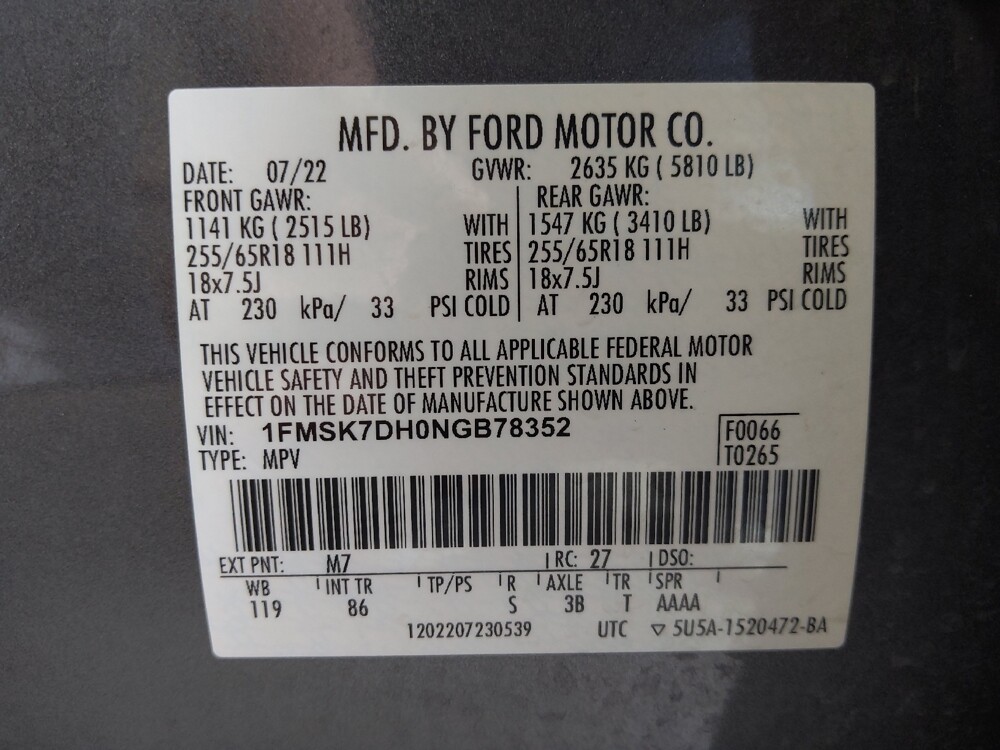 MFD. BY FORD MOTOR CO.
DATE: 07/22 GVWR: 2635 KG ( 5810 LB)
FRONT GAWR: REAR GAWR:
1141 KG ( 2515 LB) WITH 1547 KG ( 3410 LB) WITH
255/65R18 111H TIRES 255/65R18 111H TIRES
18x7.5J RIMS 18x7.5J RIMS
AT 230 kPa/ 33 PSI COLD AT 230 kPa/ 33 PSI COLD
THIS VEHICLE CONFORMS TO ALL APPLICABLE FEDERAL MOTOR
VEHICLE SAFETY AND THEFT PREVENTION STANDARDS IN
EFFECT ON THE DATE OF MANUFACTURE SHOWN ABOVE.
VIN: 1FMSK7DH0NGB78352 F0066
TYPE: MPV T0265
EXT PNT: M7 RC: 27 DSO:
WB INT TR TP/PS R AXLE TR SPR
119 86 S 3B T AAAA
1202207230539 UTC ▽ 5U5A-1520472-BA